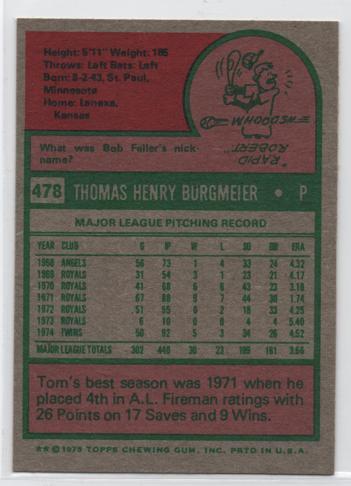 Height: 5'11" Weight: 185
Throws: Left Bats: Left
Born: 8-2-43, St. Paul,
Minnesota
Home: Lenexa,
Kansas
WSOOOHM
"RAPID
ROBERT"
What was Bob Feller's nick-
name?
478 THOMAS HENRY BURGMEIER • P
MAJOR LEAGUE PITCHING RECORD
YEAR CLUB G IP W L SO BB ERA
1968 ANGELS 56 73 1 4 33 24 4.32
1969 ROYALS 31 54 3 1 23 21 4.17
1970 ROYALS 41 68 6 6 43 23 3.18
1971 ROYALS 67 88 9 7 44 30 1.74
1972 ROYALS 51 55 2 18 33 4.25
1973 ROYALS 6 10 0 0 4 4 5.40
1974 TWINS 50 92 5 3 34 26 4.52
MAJOR LEAGUE TOTALS 302 440 30 23 199 161 3.66
Tom's best season was 1971 when he
placed 4th in A.L. Fireman ratings with
26 Points on 17 Saves and 9 Wins.
** © 1975 TOPPS CHEWING GUM, INC. PRTD IN U.S.A.